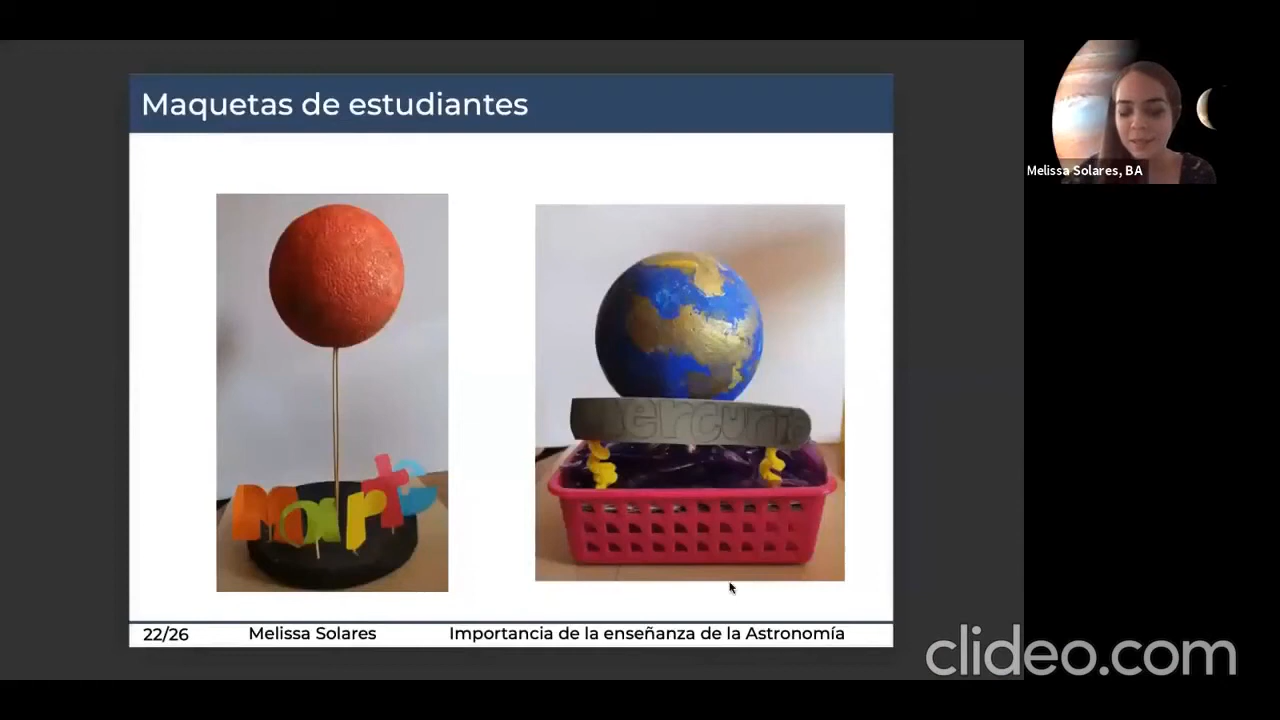 Maquetas de estudiantes
Melissa Solares, BA
Marte
Mercurio
22/26 Melissa Solares Importancia de la enseñanza de la Astronomía
clideo.com